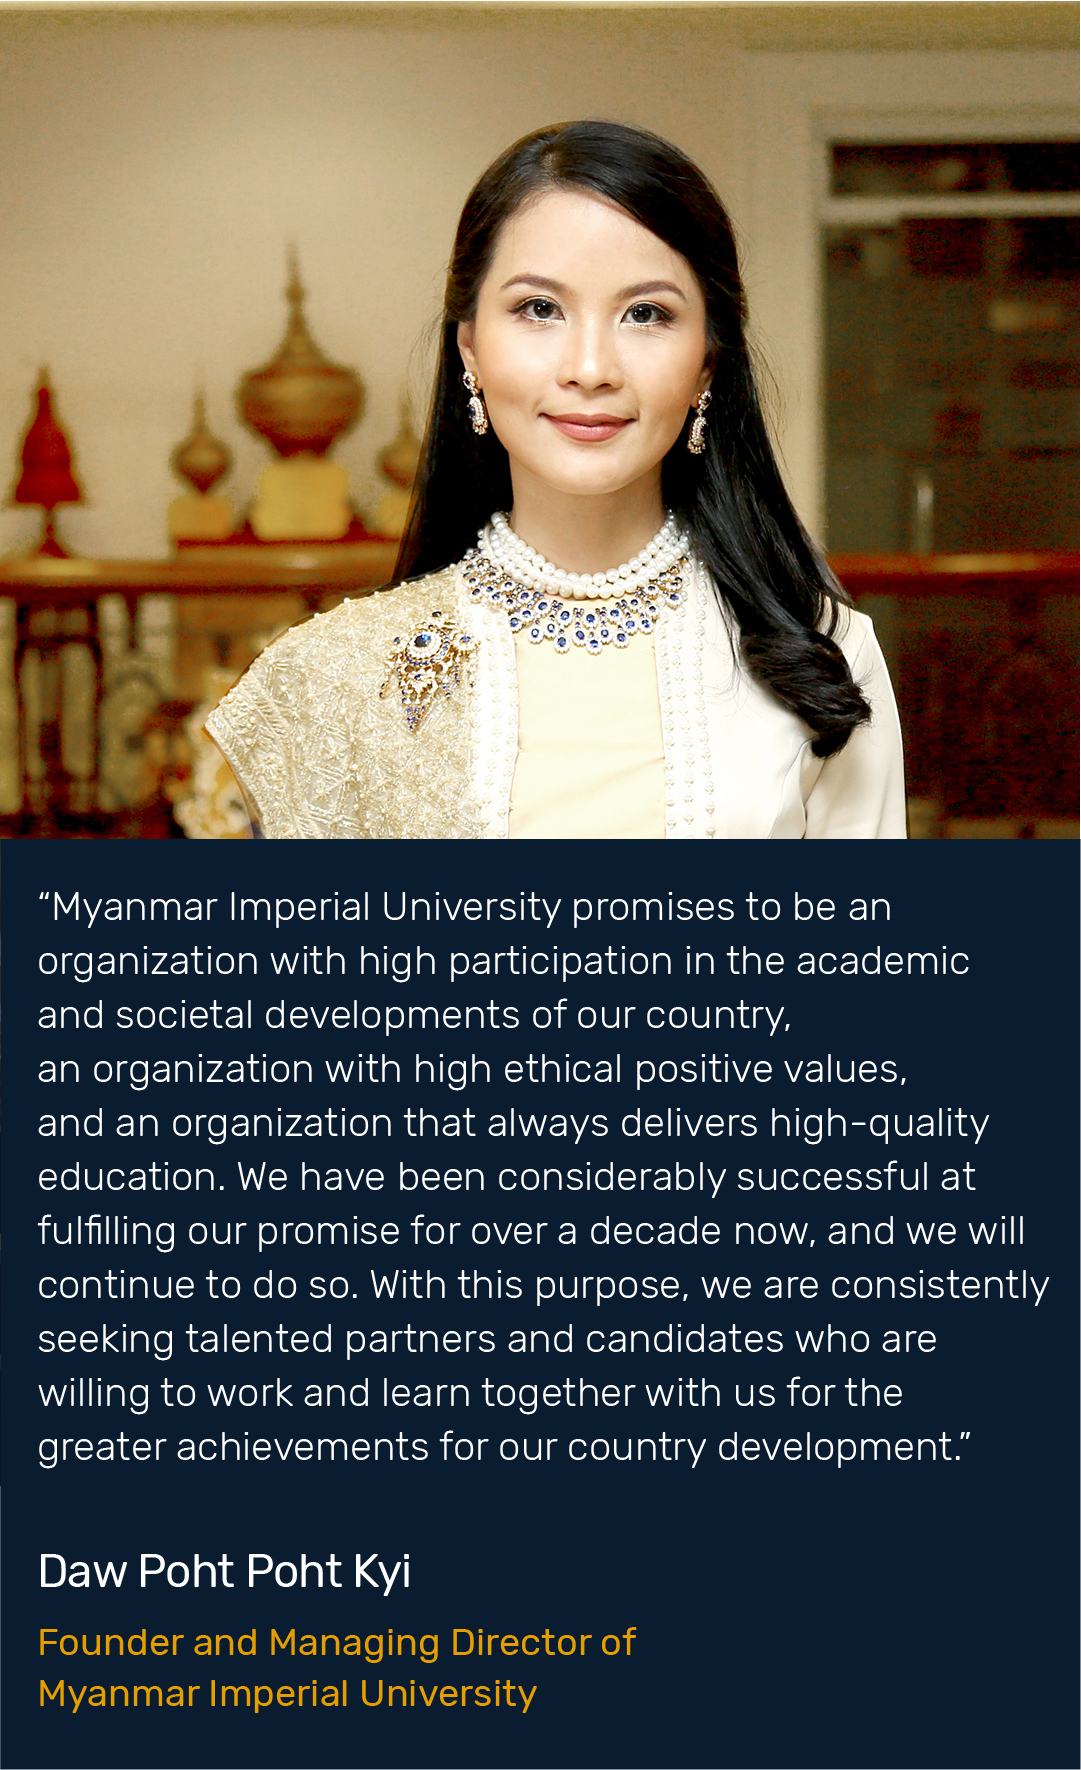 “Myanmar Imperial University promises to be an
organization with high participation in the academic
and societal developments of our country,
an organization with high ethical positive values,
and an organization that always delivers high-quality
education. We have been considerably successful at
fulfilling our promise for over a decade now, and we will
continue to do so. With this purpose, we are consistently
seeking talented partners and candidates who are
willing to work and learn together with us for the
greater achievements for our country development.”
Daw Poht Poht Kyi
Founder and Managing Director of
Myanmar Imperial University